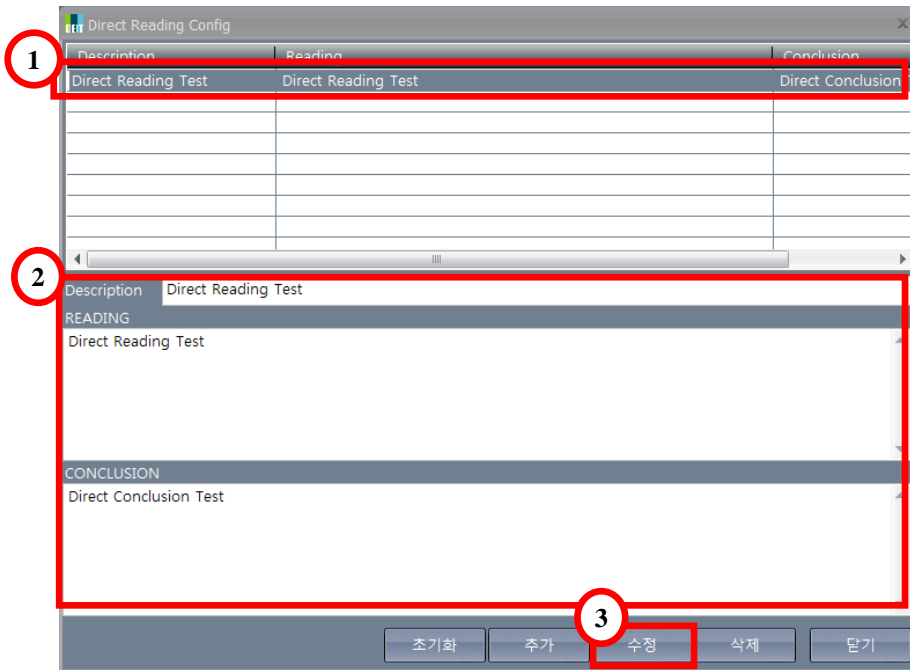 Direct Reading Config
Description Reading Conclusion
1
Direct Reading Test Direct Reading Test Direct Conclusion
2
Description Direct Reading Test
READING
Direct Reading Test
CONCLUSION
Direct Conclusion Test
3
초기화 추가 수정 삭제 닫기